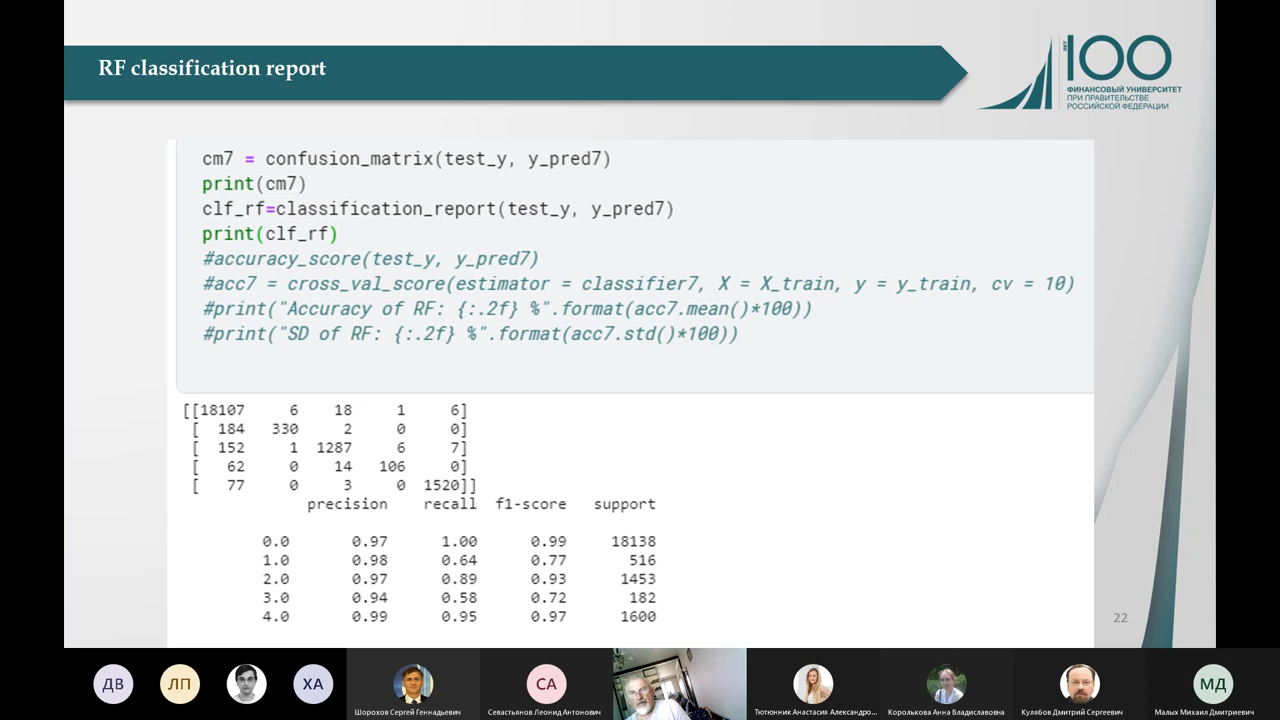 RF classification report
ЛЕТ
100
ФИНАНСОВЫЙ УНИВЕРСИТЕТ
ПРИ ПРАВИТЕЛЬСТВЕ
РОССИЙСКОЙ ФЕДЕРАЦИИ
cm7 = confusion_matrix(test_y, y_pred7)
print(cm7)
clf_rf=classification_report(test_y, y_pred7)
print(clf_rf)
#accuracy_score(test_y, y_pred7)
#acc7 = cross_val_score(estimator = classifier7, X = X_train, y = y_train, cv = 10)
#print("Accuracy of RF: {:.2f} %".format(acc7.mean()*100))
#print("SD of RF: {:.2f} %".format(acc7.std()*100))
[[18107 6 18 1 6]
[ 184 330 2 0 0]
[ 152 1 1287 6 7]
[ 62 0 14 106 0]
[ 77 0 3 0 1520]]
precision recall f1-score support
0.0 0.97 1.00 0.99 18138
1.0 0.98 0.64 0.77 516
2.0 0.97 0.89 0.93 1453
3.0 0.94 0.58 0.72 182
4.0 0.99 0.95 0.97 1600
22
ДВ
ЛП
ХА
СА
МД
Шорохов Сергей Геннадьевич
Севастьянов Леонид Антонович
Тютюнник Анастасия Александро...
Королькова Анна Владиславовна
Кулябов Дмитрий Сергеевич
Малых Михаил Дмитриевич